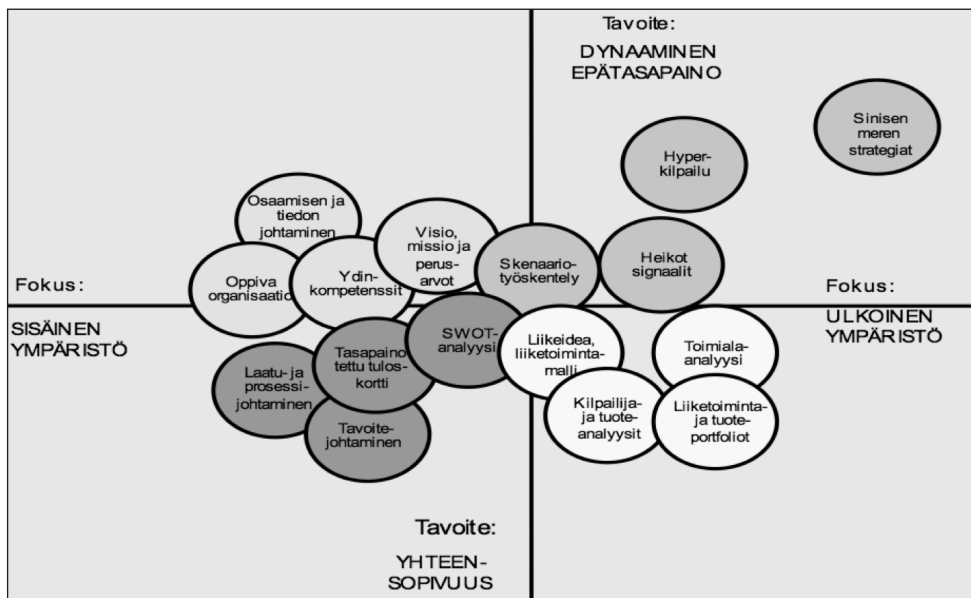 Tavoite:
DYNAAMINEN
EPÄTASAPAINO
Sinisen
meren
strategiat
Hyper-
kilpailu
Osaamisen ja
tiedon
johtaminen
Visio,
missio ja
perus-
arvot
Skenaario-
työskentely
Heikot
signaalit
Oppiva
organisaatio
Ydin-
kompetenssit
Fokus:
Fokus:
SISÄINEN
YMPÄRISTÖ
ULKOINEN
YMPÄRISTÖ
SWOT-
analyysi
Liikeidea,
liiketoiminta-
malli
Toimiala-
analyysi
Laatu- ja
prosessi-
johtaminen
Tasapaino
tettu tulos-
kortti
Tavoite-
johtaminen
Kilpailija-
ja tuote-
analyysit
Liiketoiminta-
ja tuote-
portfoliot
Tavoite:
YHTEEN-
SOPIVUUS